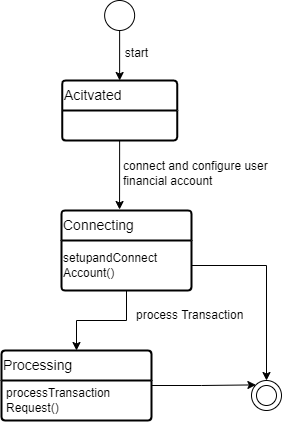 start
Acitvated
connect and configure user
financial account
Connecting
setupandConnect
Account()
process Transaction
Processing
processTransaction
Request()